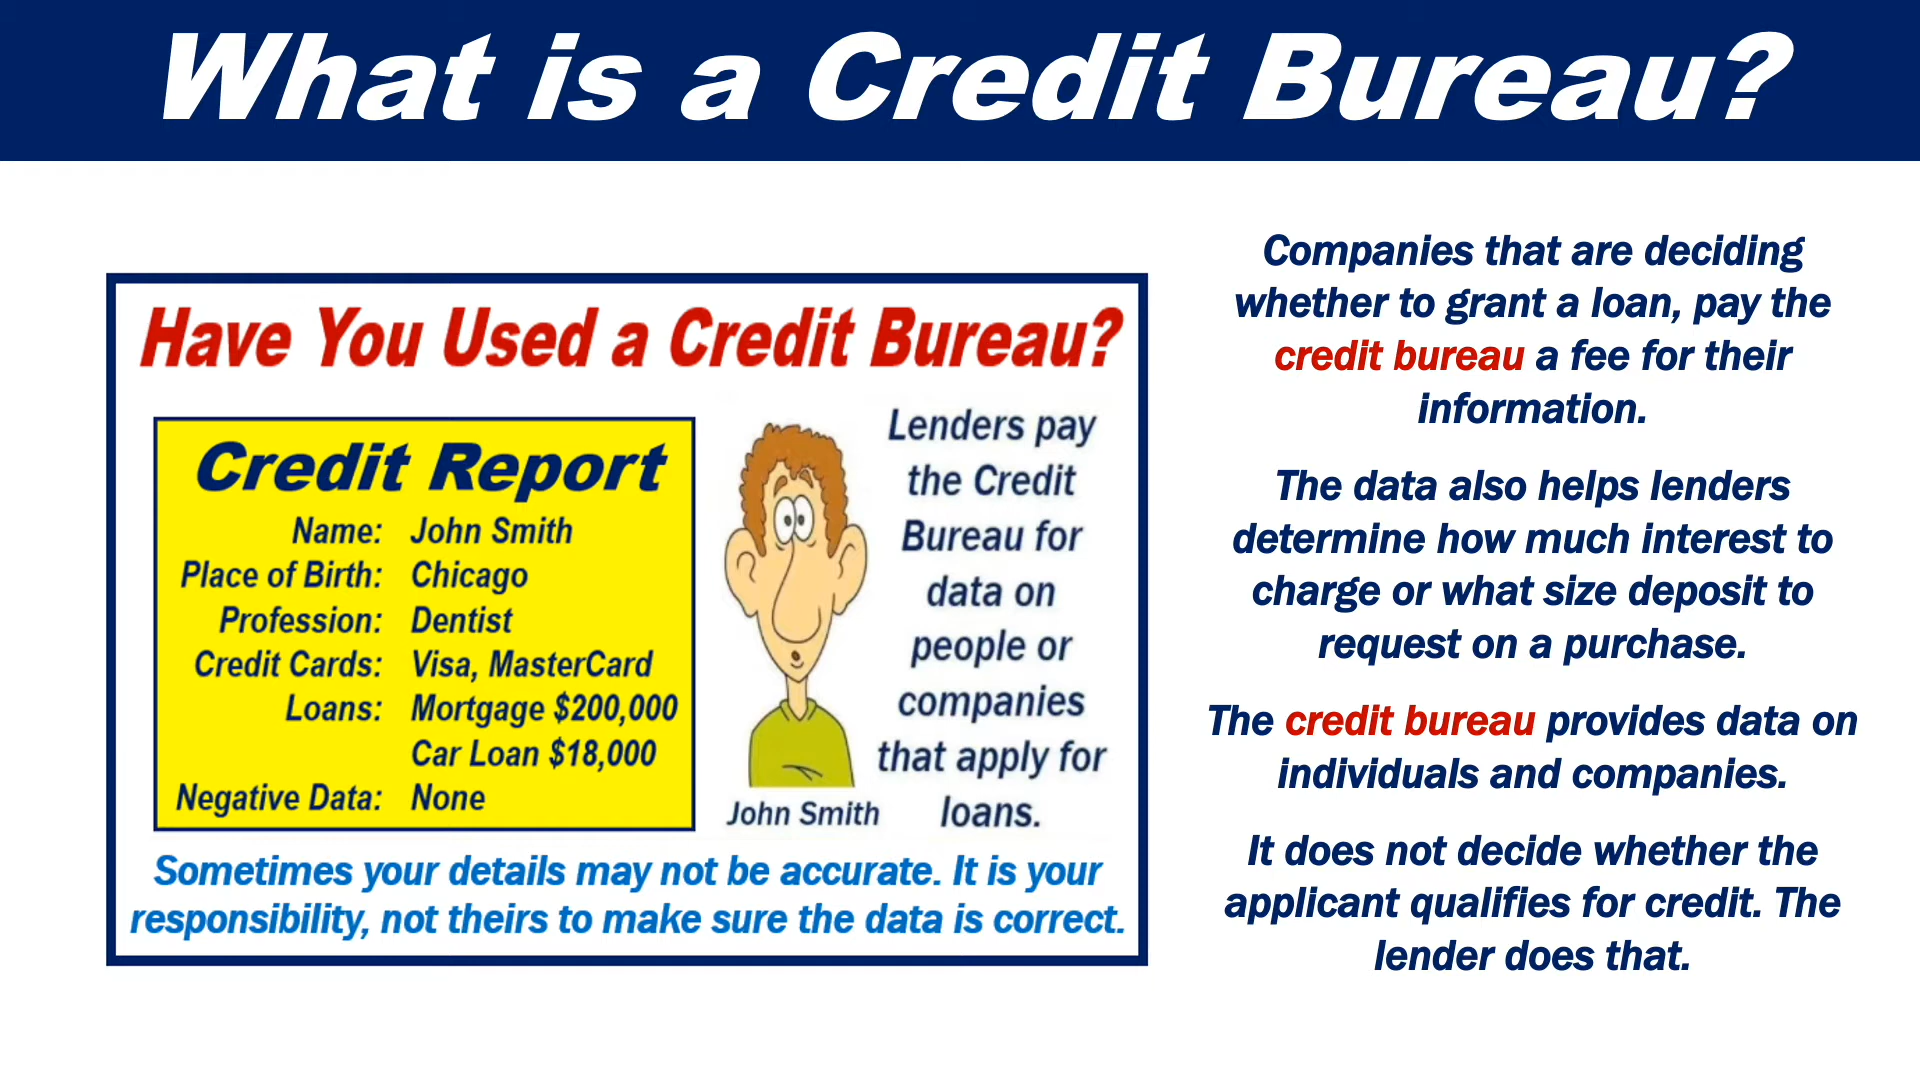 What is a Credit Bureau?
Have You Used a Credit Bureau?
Credit Report
Name: John Smith
Place of Birth: Chicago
Profession: Dentist
Credit Cards: Visa, MasterCard
Loans: Mortgage $200,000
Car Loan $18,000
Negative Data: None
John Smith
Lenders pay
the Credit
Bureau for
data on
people or
companies
that apply for
loans.
Sometimes your details may not be accurate. It is your
responsibility, not theirs to make sure the data is correct.
Companies that are deciding
whether to grant a loan, pay the
credit bureau a fee for their
information.
The data also helps lenders
determine how much interest to
charge or what size deposit to
request on a purchase.
The credit bureau provides data on
individuals and companies.
It does not decide whether the
applicant qualifies for credit. The
lender does that.